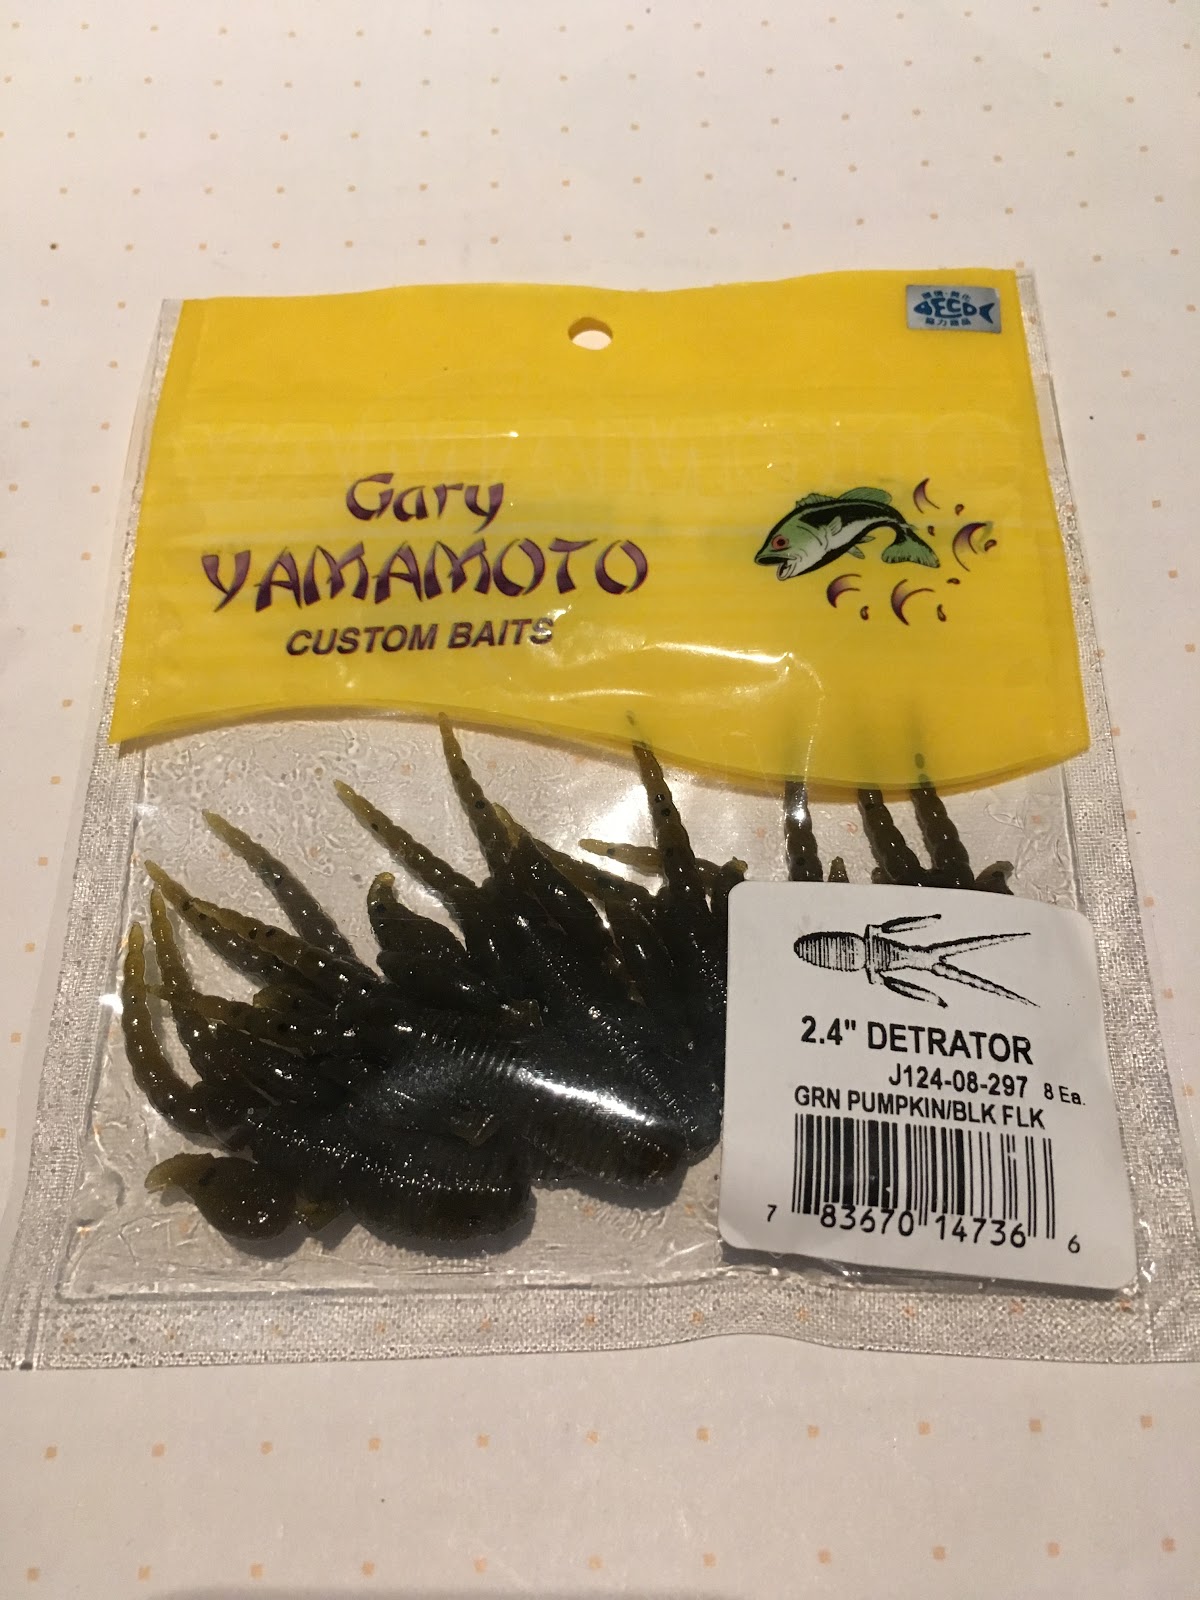 Gary
YAMAMOTO
CUSTOM BAITS
ECO
2.4" DETRATOR
J124-08-297 8 Ea.
GRN PUMPKIN/BLK FLK
7 83670 14736 6